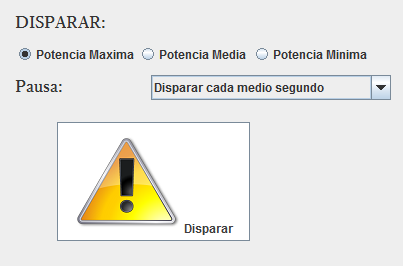 DISPARAR:
Potencia Maxima Potencia Media Potencia Minima
Pausa: Disparar cada medio segundo
Disparar